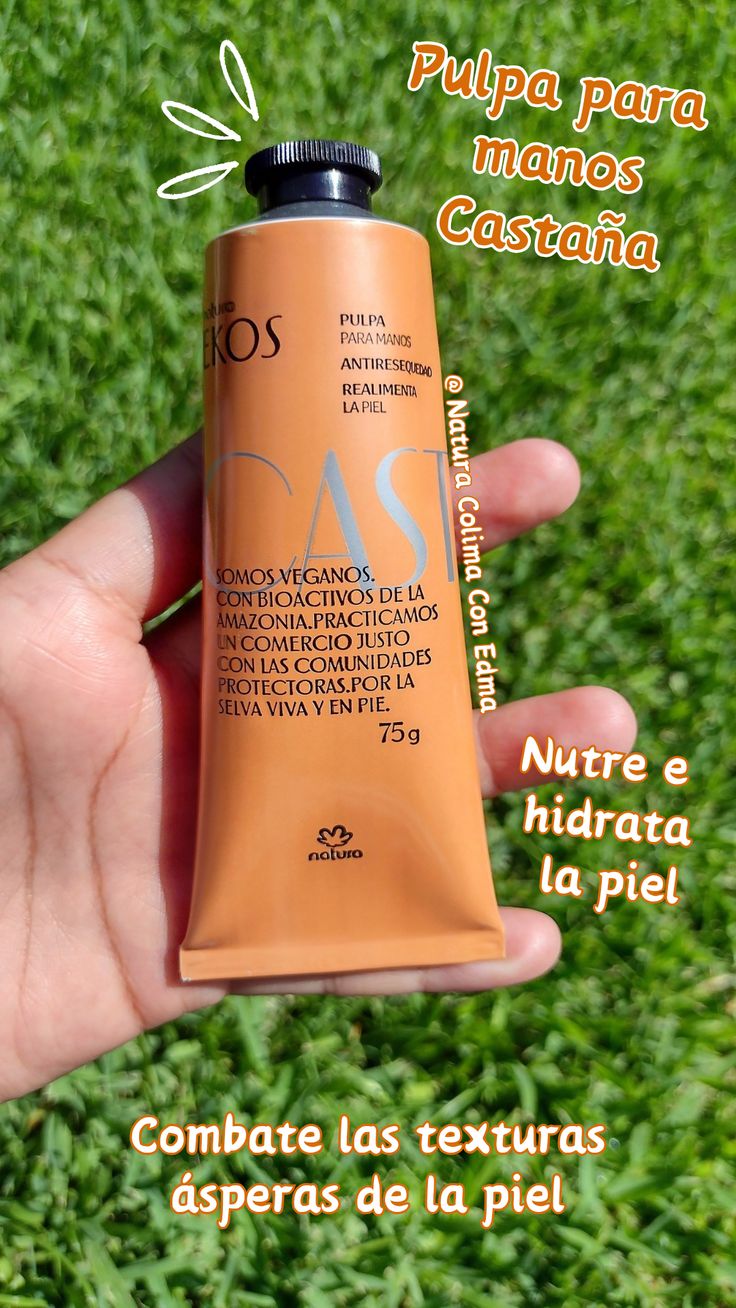 Pulpa para
manos
Castaña
natura
EKOS
PULPA
PARA MANOS
ANTIRESEQUEDAD
REALIMENTA
LA PIEL
@Natura Colima Con Edma
CAST
SOMOS VEGANOS.
CON BIOACTIVOS DE LA
AMAZONIA.PRACTICAMOS
UN COMERCIO JUSTO
CON LAS COMUNIDADES
PROTECTORAS.POR LA
SELVA VIVA Y EN PIE.
75g
natura
Nutre e
hidrata
la piel
Combate las texturas
ásperas de la piel